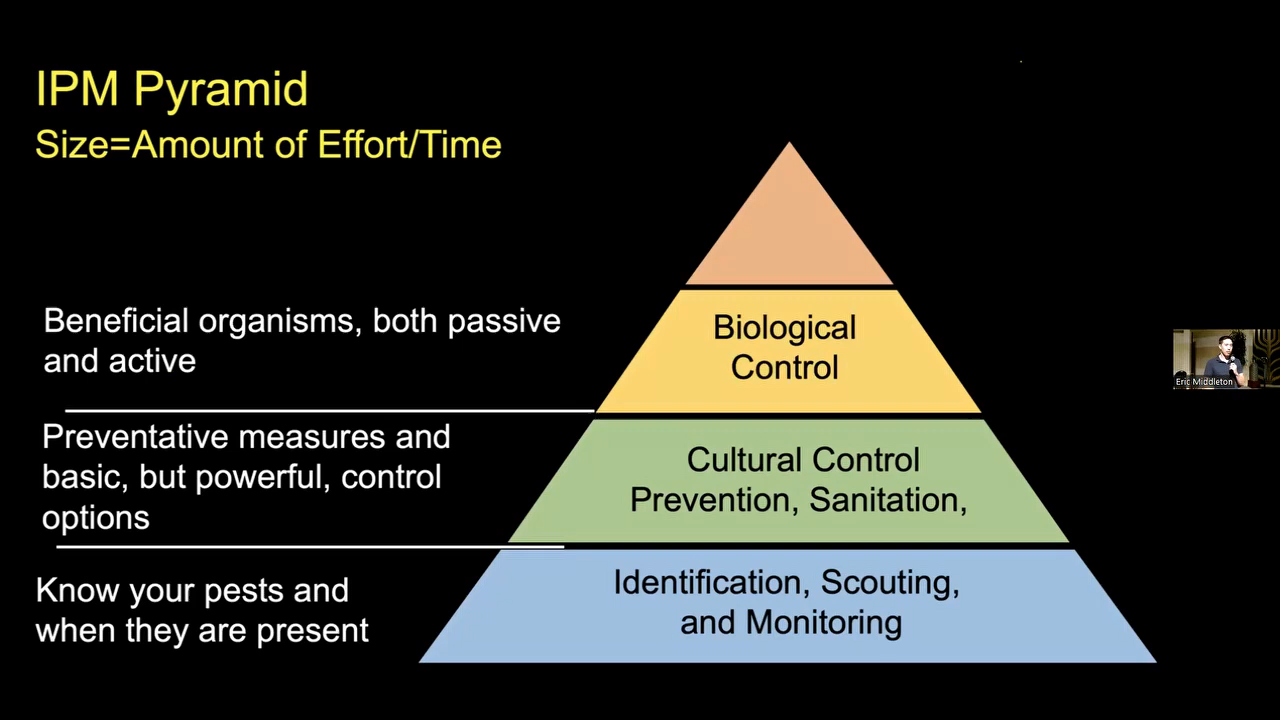 IPM Pyramid
Size=Amount of Effort/Time
Beneficial organisms, both passive
and active
Biological
Control
Preventative measures and
basic, but powerful, control
options
Cultural Control
Prevention, Sanitation,
Know your pests and
when they are present
Identification, Scouting,
and Monitoring
Eric Middleton